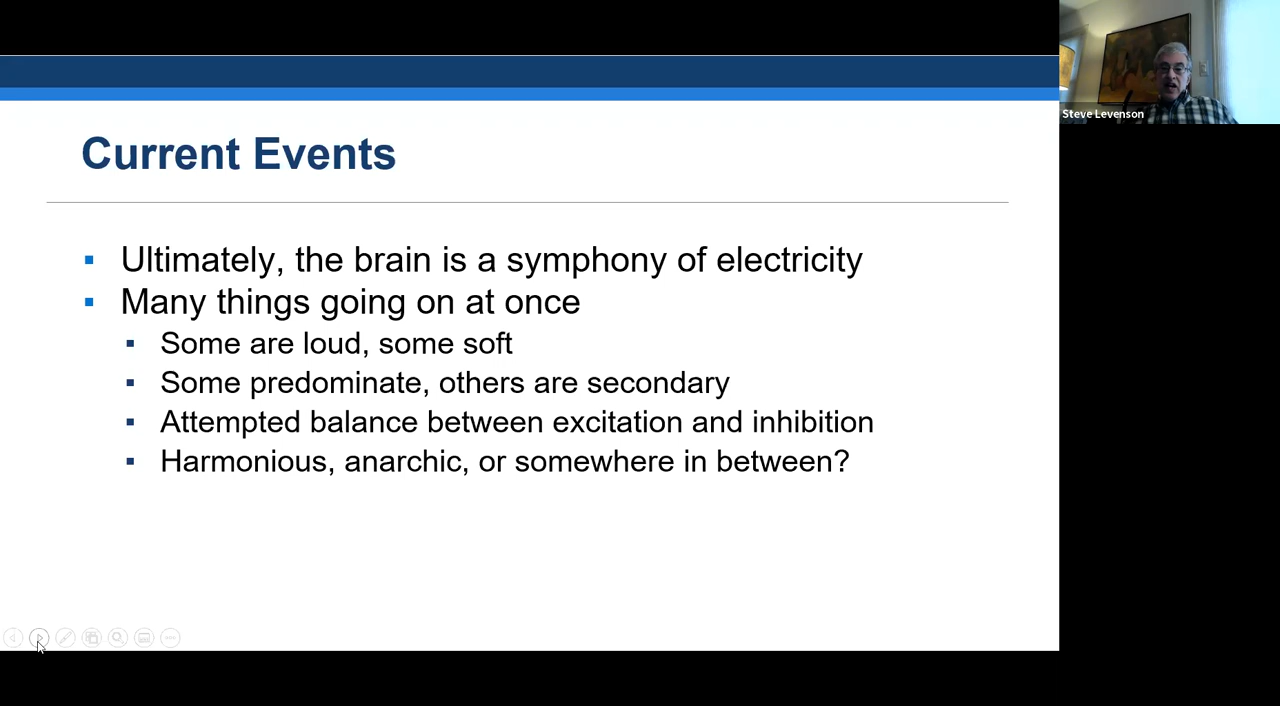 Current Events
Ultimately, the brain is a symphony of electricity
Many things going on at once
Some are loud, some soft
Some predominate, others are secondary
Attempted balance between excitation and inhibition
Harmonious, anarchic, or somewhere in between?
Steve Levenson